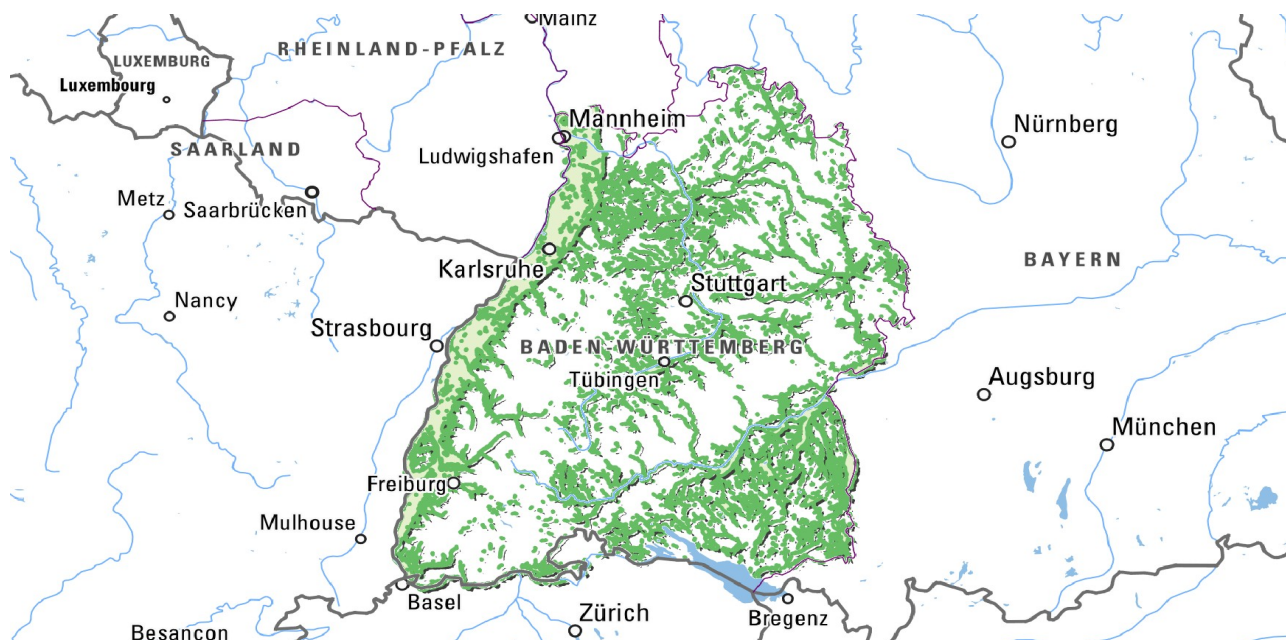 Mainz
RHEINLAND-PFALZ
LUXEMBURG
Luxembourg
Mannheim
Nürnberg
SAARLAND
Ludwigshafen
Metz
Saarbrücken
Karlsruhe
BAYERN
Stuttgart
Nancy
Strasbourg
BADEN-WÜRTTEMBERG
Tübingen
Augsburg
München
Freiburg
Mulhouse
Basel
Zürich
Bregenz
Besancon